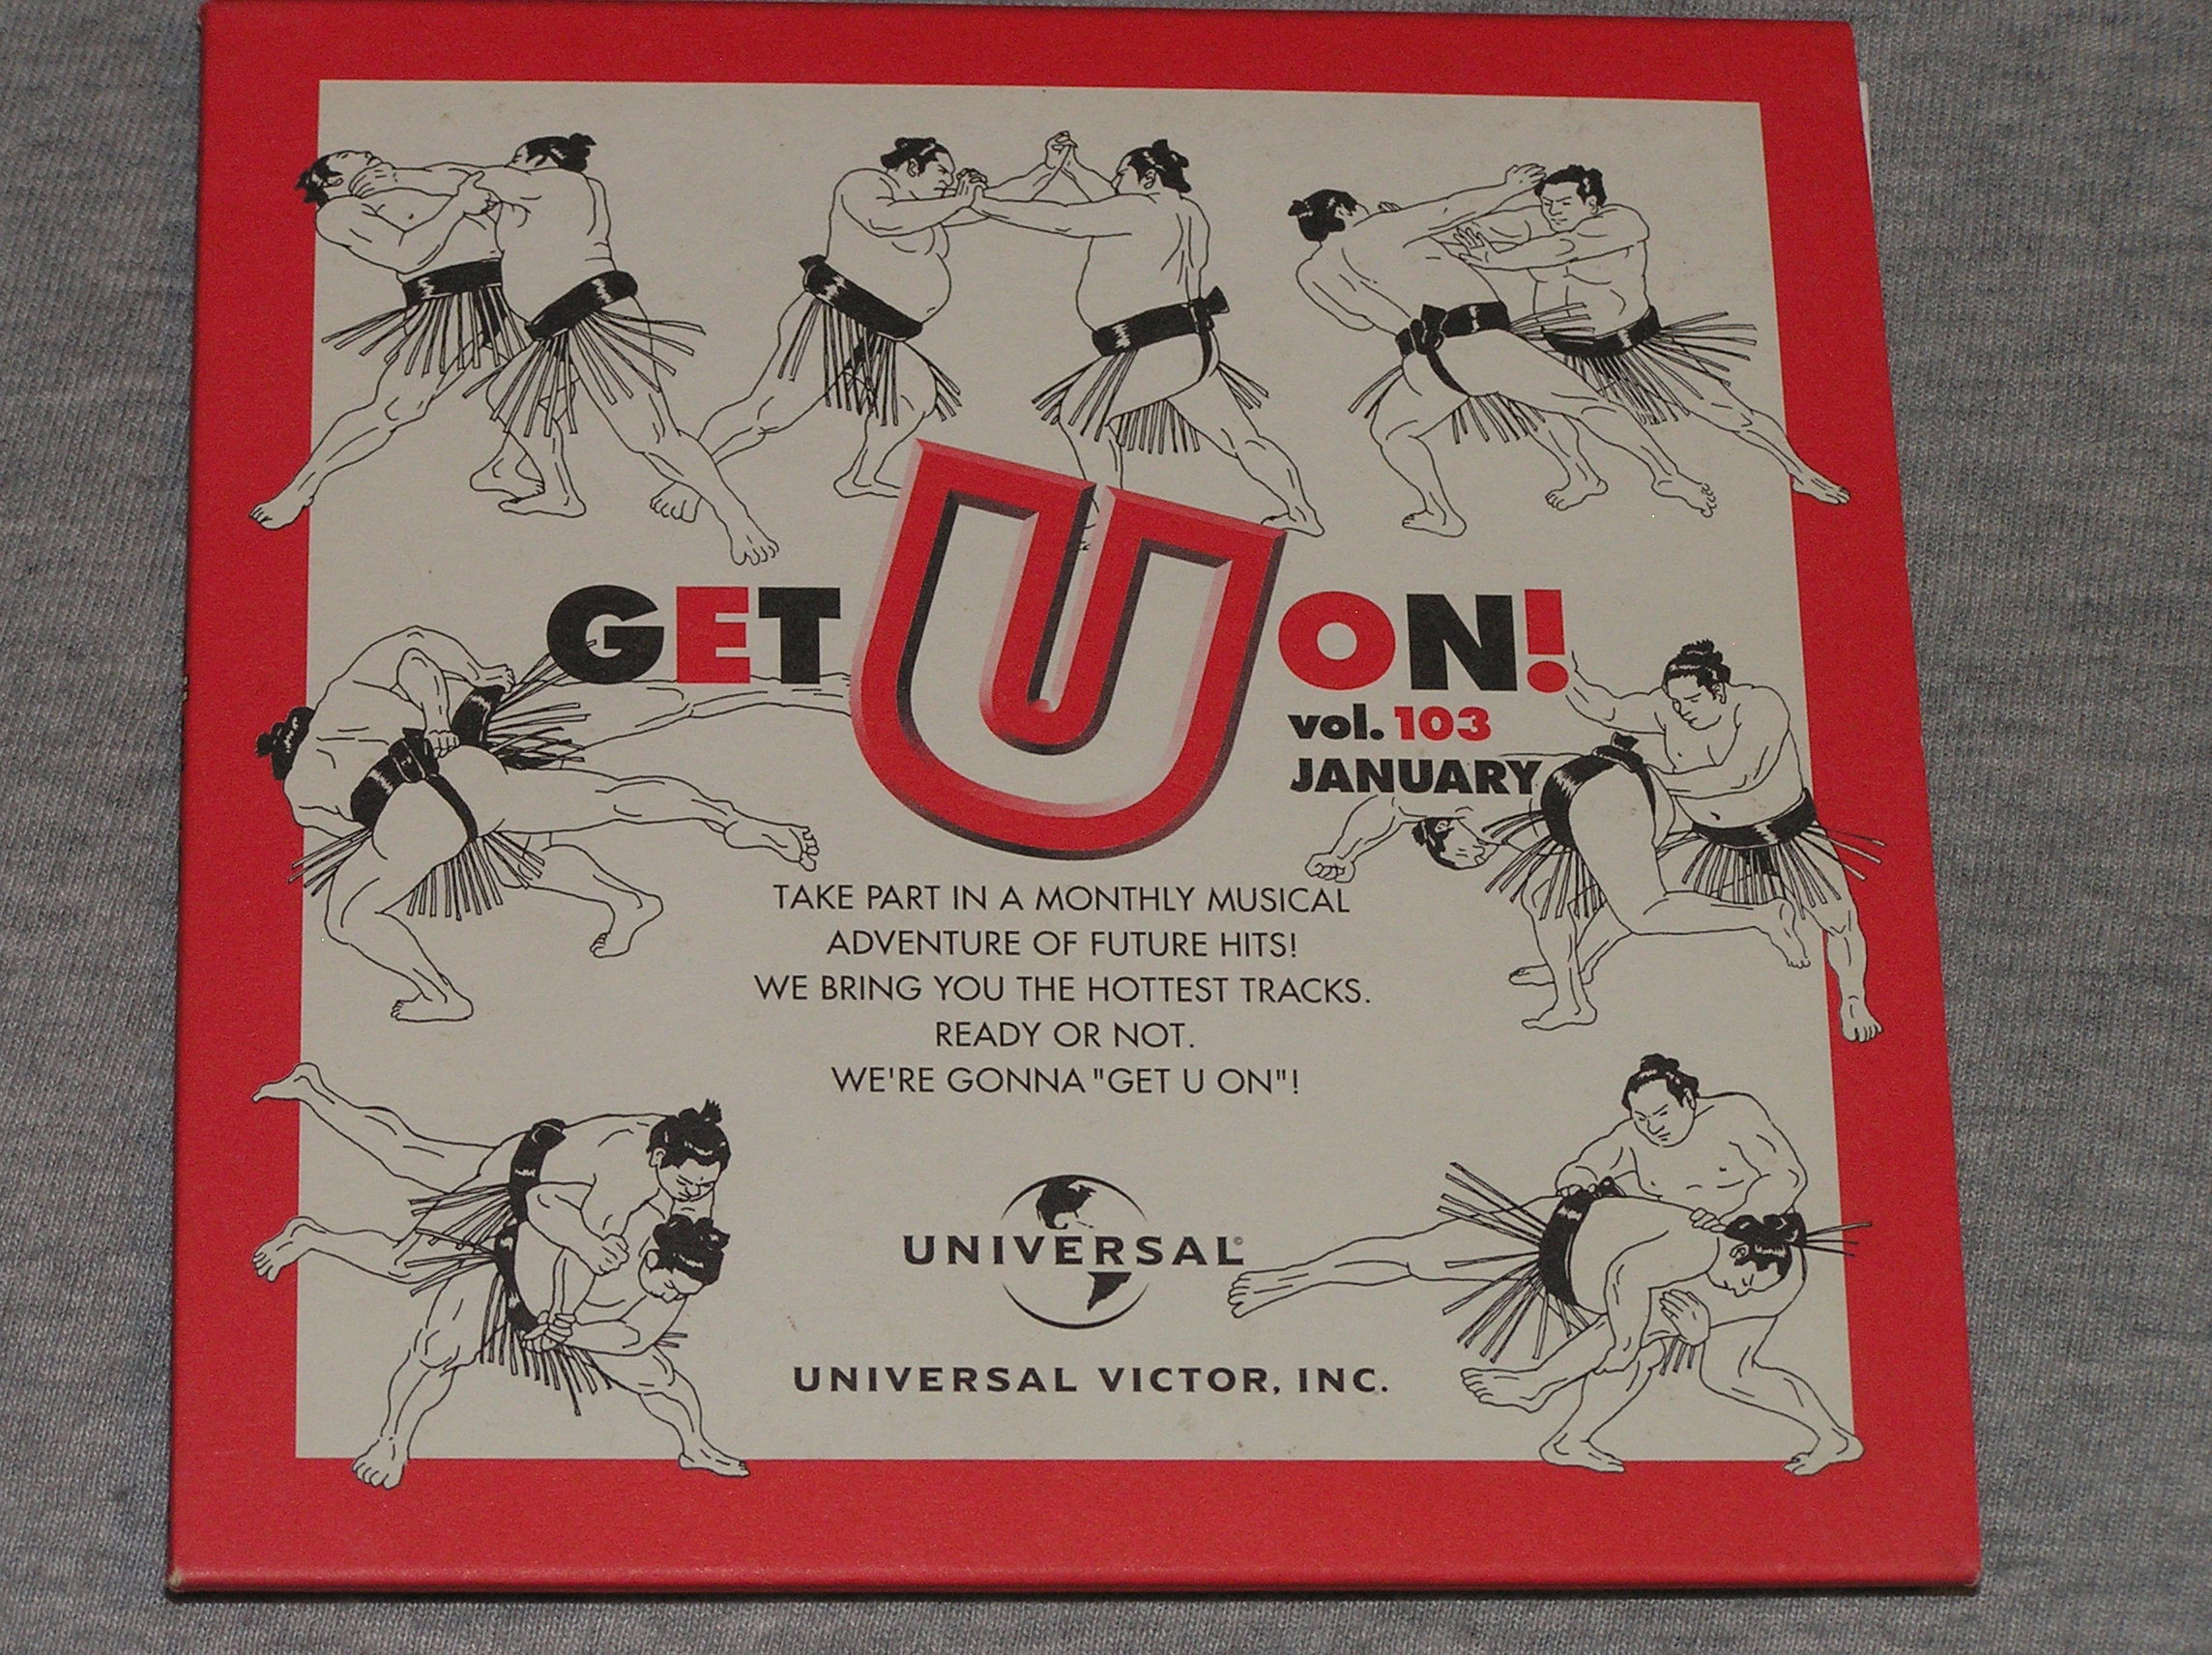 GET U ON!
vol. 103
JANUARY
TAKE PART IN A MONTHLY MUSICAL
ADVENTURE OF FUTURE HITS!
WE BRING YOU THE HOTTEST TRACKS.
READY OR NOT.
WE'RE GONNA "GET U ON"!
UNIVERSAL©
UNIVERSAL VICTOR, INC.